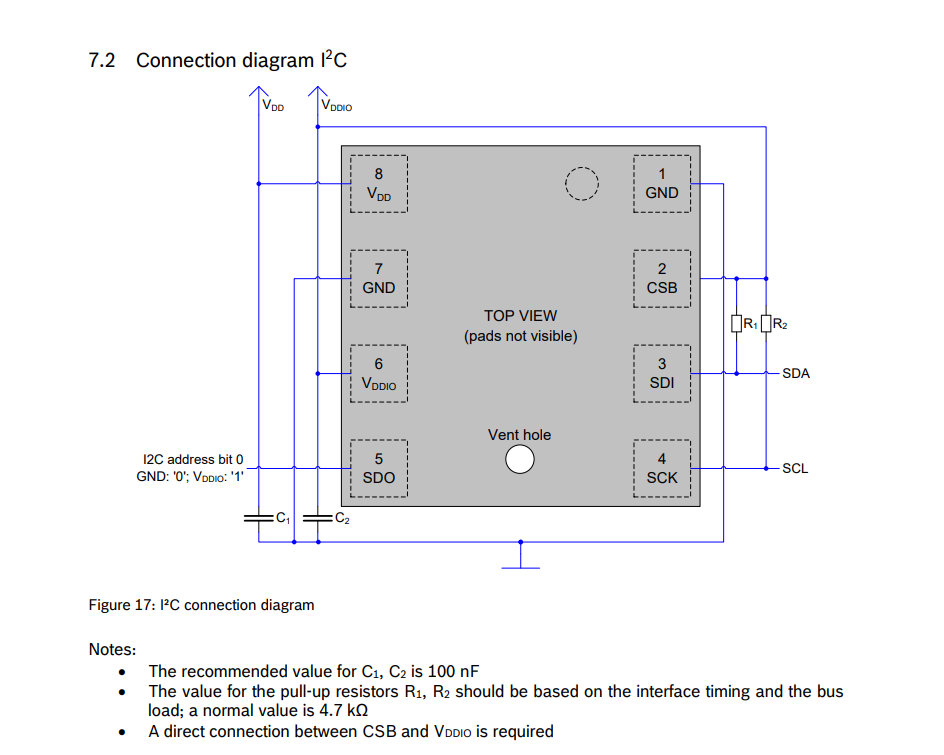 7.2 Connection diagram I²C
VDD
VDDIO
8
VDD
1
GND
7
GND
2
CSB
TOP VIEW
(pads not visible)
R1
R2
6
VDDIO
3
SDI
SDA
Vent hole
I2C address bit 0
GND: '0'; VDDIO: '1'
5
SDO
4
SCK
SCL
C1
C2
Figure 17: I²C connection diagram
Notes:
• The recommended value for C1, C2 is 100 nF
• The value for the pull-up resistors R1, R2 should be based on the interface timing and the bus
load; a normal value is 4.7 kΩ
• A direct connection between CSB and VDDIO is required